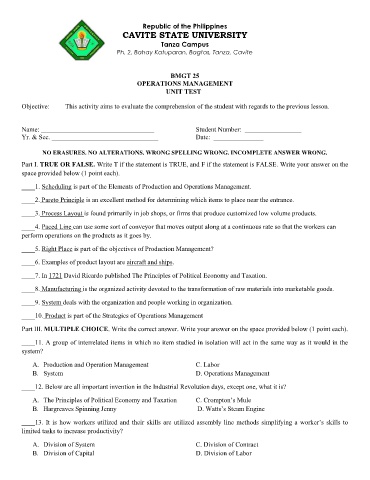 Republic of the Philippines
CAVITE STATE UNIVERSITY
Tanza Campus
Ph. 2, Bahay Katuparan, Bagtas, Tanza, Cavite
BMGT 25
OPERATIONS MANAGEMENT
UNIT TEST
Objective: This activity aims to evaluate the comprehension of the student with regards to the previous lesson.
Name: ____________________ Student Number: ____________________
Yr. & Sec. ____________________ Date: ________________
NO ERASURES, NO ALTERATIONS, WRONG SPELLING WRONG, INCOMPLETE ANSWER WRONG.
Part I. TRUE OR FALSE. Write T if the statement is TRUE, and F if the statement is FALSE. Write your answer on the
space provided below (1 point each).
____1. Scheduling is part of the Elements of Production and Operations Management.
____2. Pareto Principle is an excellent method for determining which items to place near the entrance.
____3. Process Layout is found primarily in job shops, or firms that produce customized low volume products.
____4. Paced Line can use some sort of conveyor that moves output along at a continuous rate so that the workers can
perform operations on the products as it goes by.
____5. Right Place is part of the objectives of Production Management?
____6. Examples of product layout are aircraft and ships.
____7. In 1721 David Ricardo published The Principles of Political Economy and Taxation.
____8. Manufacturing is the organized activity devoted to the transformation of raw materials into marketable goods.
____9. System deals with the organization and people working in organization.
____10. Product is part of the Strategies of Operations Management
Part III. MULTIPLE CHOICE. Write the correct answer. Write your answer on the space provided below (1 point each).
____11. A group of interrelated items in which no item studied in isolation will act in the same way as it would in the
system?
A. Production and Operation Management C. Labor
B. System D. Operations Management
____12. Below are all important invention in the Industrial Revolution days, except one, what it is?
A. The Principles of Political Economy and Taxation C. Crompton's Mule
B. Hargreaves Spinning Jenny D. Watts's Steam Engine
____13. It is how workers utilized and their skills are utilized assembly line methods simplifying a worker's skills to
limited tasks to increase productivity?
A. Division of System C. Division of Contract
B. Division of Capital D. Division of Labor